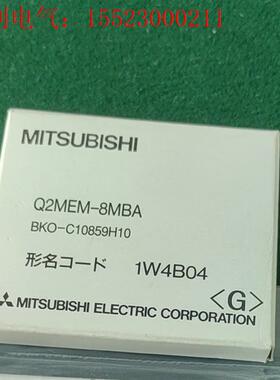 电气：15523000211
MITSUBISHI
Q2MEM-8MBA
BKO-C10859H10
形名コード 1W4B04
<G>
MITSUBISHI ELECTRIC CORPORATION